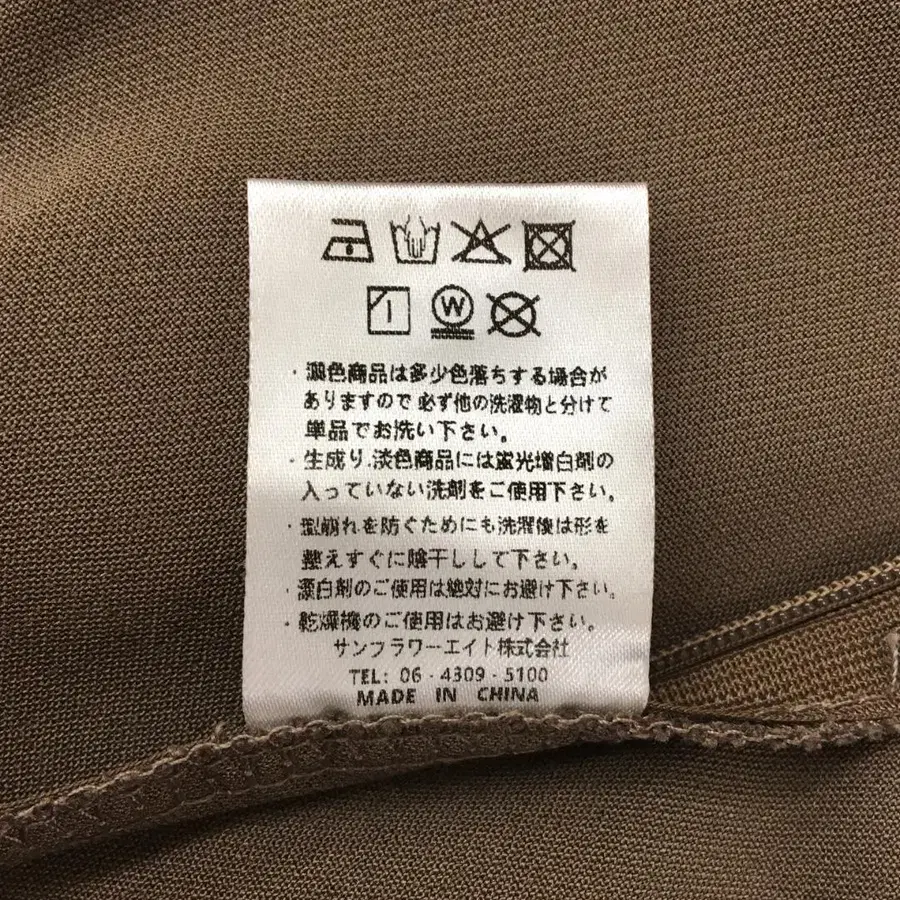 W
・濃色商品は多少色落ちする場合が
ありますので必ず他の洗濯物と分けて
単品でお洗い下さい。
・生成り.淡色商品には蛍光増白剤の
入っていない洗剤をご使用下さい。
・型崩れを防ぐためにも洗濯後は形を
整えすぐに陰干しして下さい。
・漂白剤のご使用は絶対にお避け下さい。
・乾燥機のご使用はお避け下さい。
サンフラワーエイト株式会社
TEL: 06 - 4309 - 5100
MADE IN CHINA